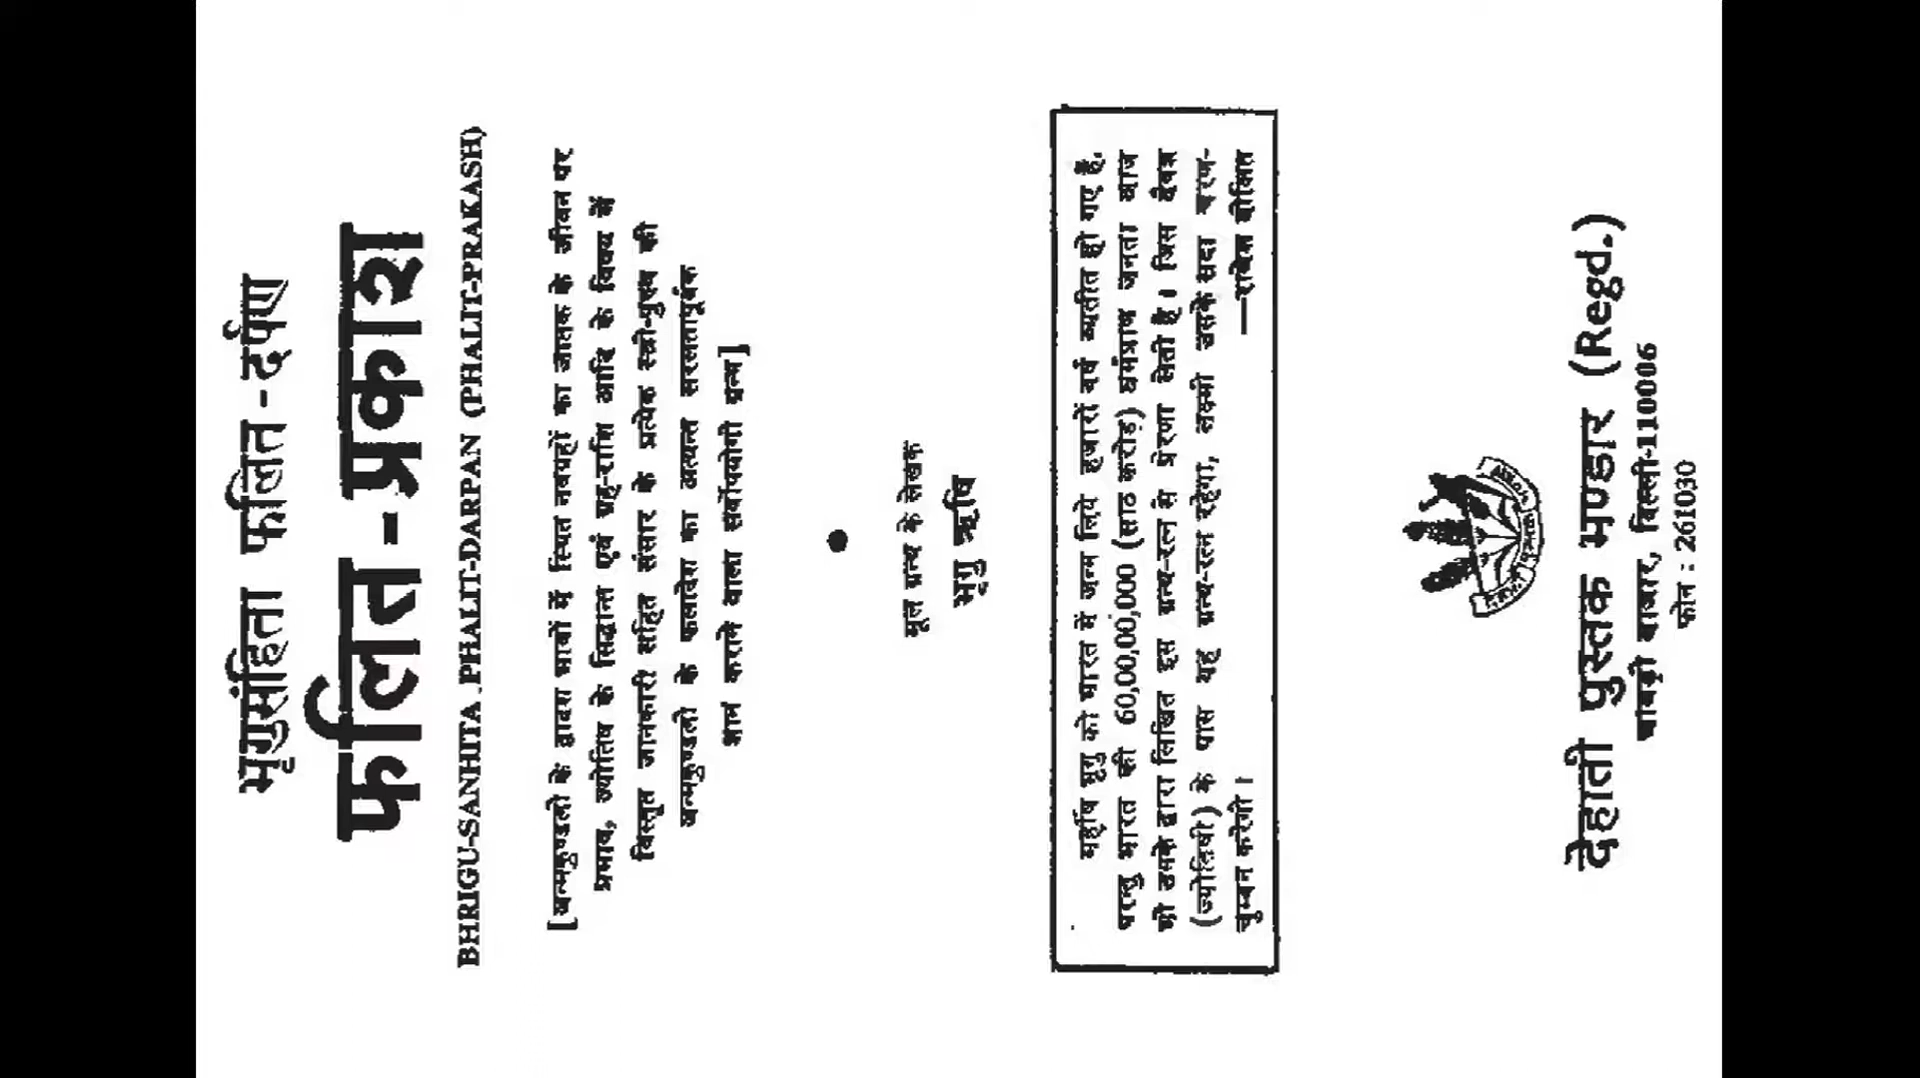 भृगुसंहिता फलित-दर्पण
फलित-प्रकाश
BHRIGU-SANHITA PHALIT-DARPAN (PHALIT-PRAKASH)
[जन्मकुण्डली के द्वादश भावों में स्थित नवग्रहों का जातक के जीवन पर
प्रभाव, ज्योतिष के सिद्धान्त एवं ग्रह-राशि आदि के विषय में
विस्तृत जानकारी सहित संसार के प्रत्येक स्त्री-पुरुष की
जन्मकुण्डली के फलादेश का अत्यन्त सरलतापूर्वक
ज्ञान कराने वाला सर्वोपयोगी ग्रन्थ]
मूल ग्रन्थ के लेखक
भृगु ऋषि
महर्षि भृगु को भारत में जन्म लिये हजारों वर्ष व्यतीत हो गए हैं,
परन्तु भारत की 60,00,00,000 (साठ करोड़) धर्मप्राण जनता आज
भी उसके द्वारा लिखित इस ग्रन्थ-रत्न से प्रेरणा लेती है। जिस दैवज्ञ
(ज्योतिषी) के पास यह ग्रन्थ-रत्न रहेगा, लक्ष्मी उसके सदा चरण-
चुम्बन करेगी।
—राजेश दीक्षित
देहाती पुस्तक भण्डार
देहाती पुस्तक भण्डार (Regd.)
चावड़ी बाजार, दिल्ली-110006
फोन : 261030